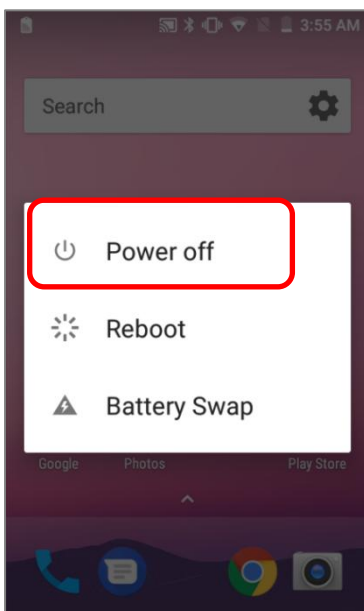 3:55 AM
Search
Power off
Reboot
Battery Swap
Google Photos Play Store